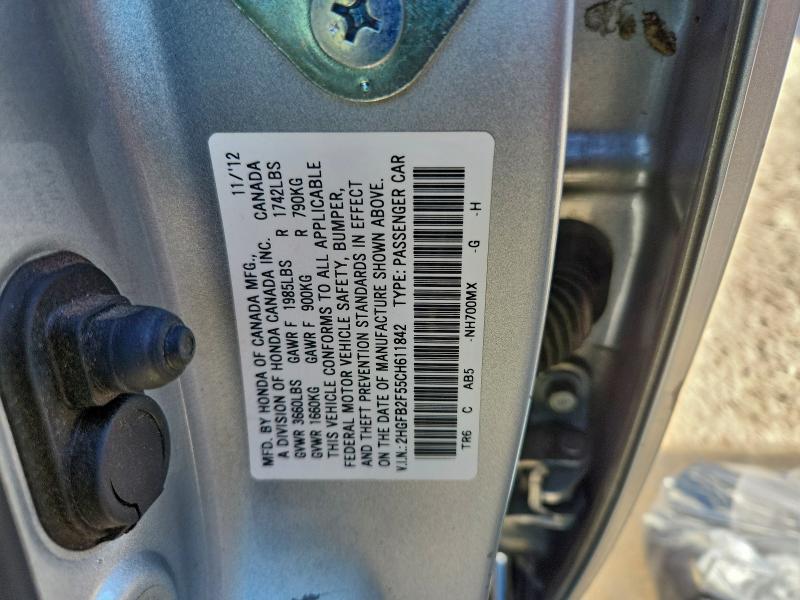 11/'12
MFD. BY HONDA OF CANADA MFG.,
A DIVISION OF HONDA CANADA INC. CANADA
GVWR 3660LBS GAWR F 1985LBS R 1742LBS
GVWR 1660KG GAWR F 900KG R 790KG
THIS VEHICLE CONFORMS TO ALL APPLICABLE
FEDERAL MOTOR VEHICLE SAFETY, BUMPER,
AND THEFT PREVENTION STANDARDS IN EFFECT
ON THE DATE OF MANUFACTURE SHOWN ABOVE.
V.I.N.: 2HGFB2F55CH611842 TYPE: PASSENGER CAR
TR6 C AB5 -NH700MX -G -H